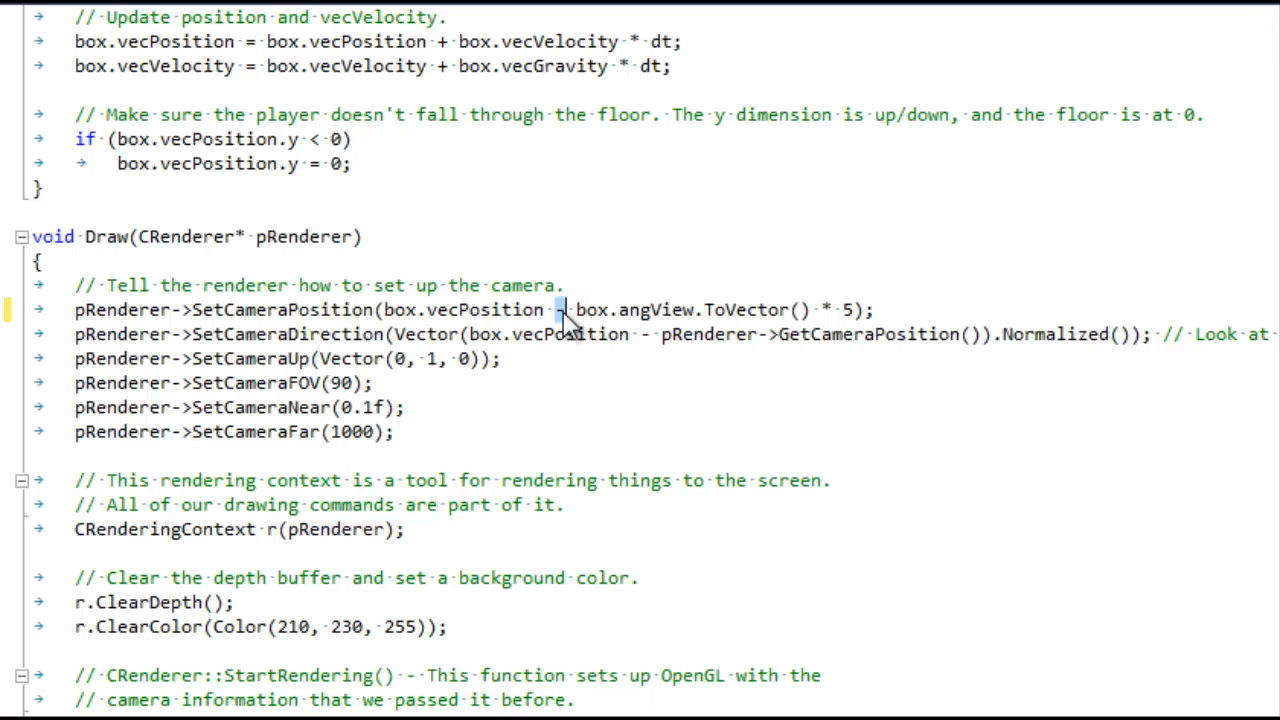 // Update position and vecVelocity.
box.vecPosition = box.vecPosition + box.vecVelocity * dt;
box.vecVelocity = box.vecVelocity + box.vecGravity * dt;
// Make sure the player doesn't fall through the floor. The y dimension is up/down, and the floor is at 0.
if (box.vecPosition.y < 0)
box.vecPosition.y = 0;
}
void Draw(CRenderer* pRenderer)
{
// Tell the renderer how to set up the camera.
pRenderer->SetCameraPosition(box.vecPosition - box.angView.ToVector() * 5);
pRenderer->SetCameraDirection(Vector(box.vecPosition - pRenderer->GetCameraPosition()).Normalized()); // Look at
pRenderer->SetCameraUp(Vector(0, 1, 0));
pRenderer->SetCameraFOV(90);
pRenderer->SetCameraNear(0.1f);
pRenderer->SetCameraFar(1000);
// This rendering context is a tool for rendering things to the screen.
// All of our drawing commands are part of it.
CRenderingContext r(pRenderer);
// Clear the depth buffer and set a background color.
r.ClearDepth();
r.ClearColor(Color(210, 230, 255));
// CRenderer::StartRendering() - This function sets up OpenGL with the
// camera information that we passed it before.